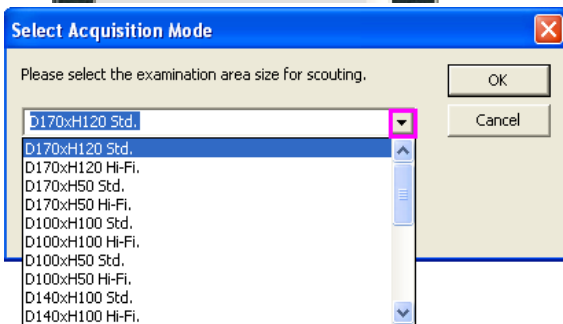 Select Acquisition Mode
Please select the examination area size for scouting.
OK
D170xH120 Std.
Cancel
D170xH120 Std.
D170xH120 Hi-Fi.
D170xH50 Std.
D170xH50 Hi-Fi.
D100xH100 Std.
D100xH100 Hi-Fi.
D100xH50 Std.
D100xH50 Hi-Fi.
D140xH100 Std.
D140xH100 Hi-Fi.